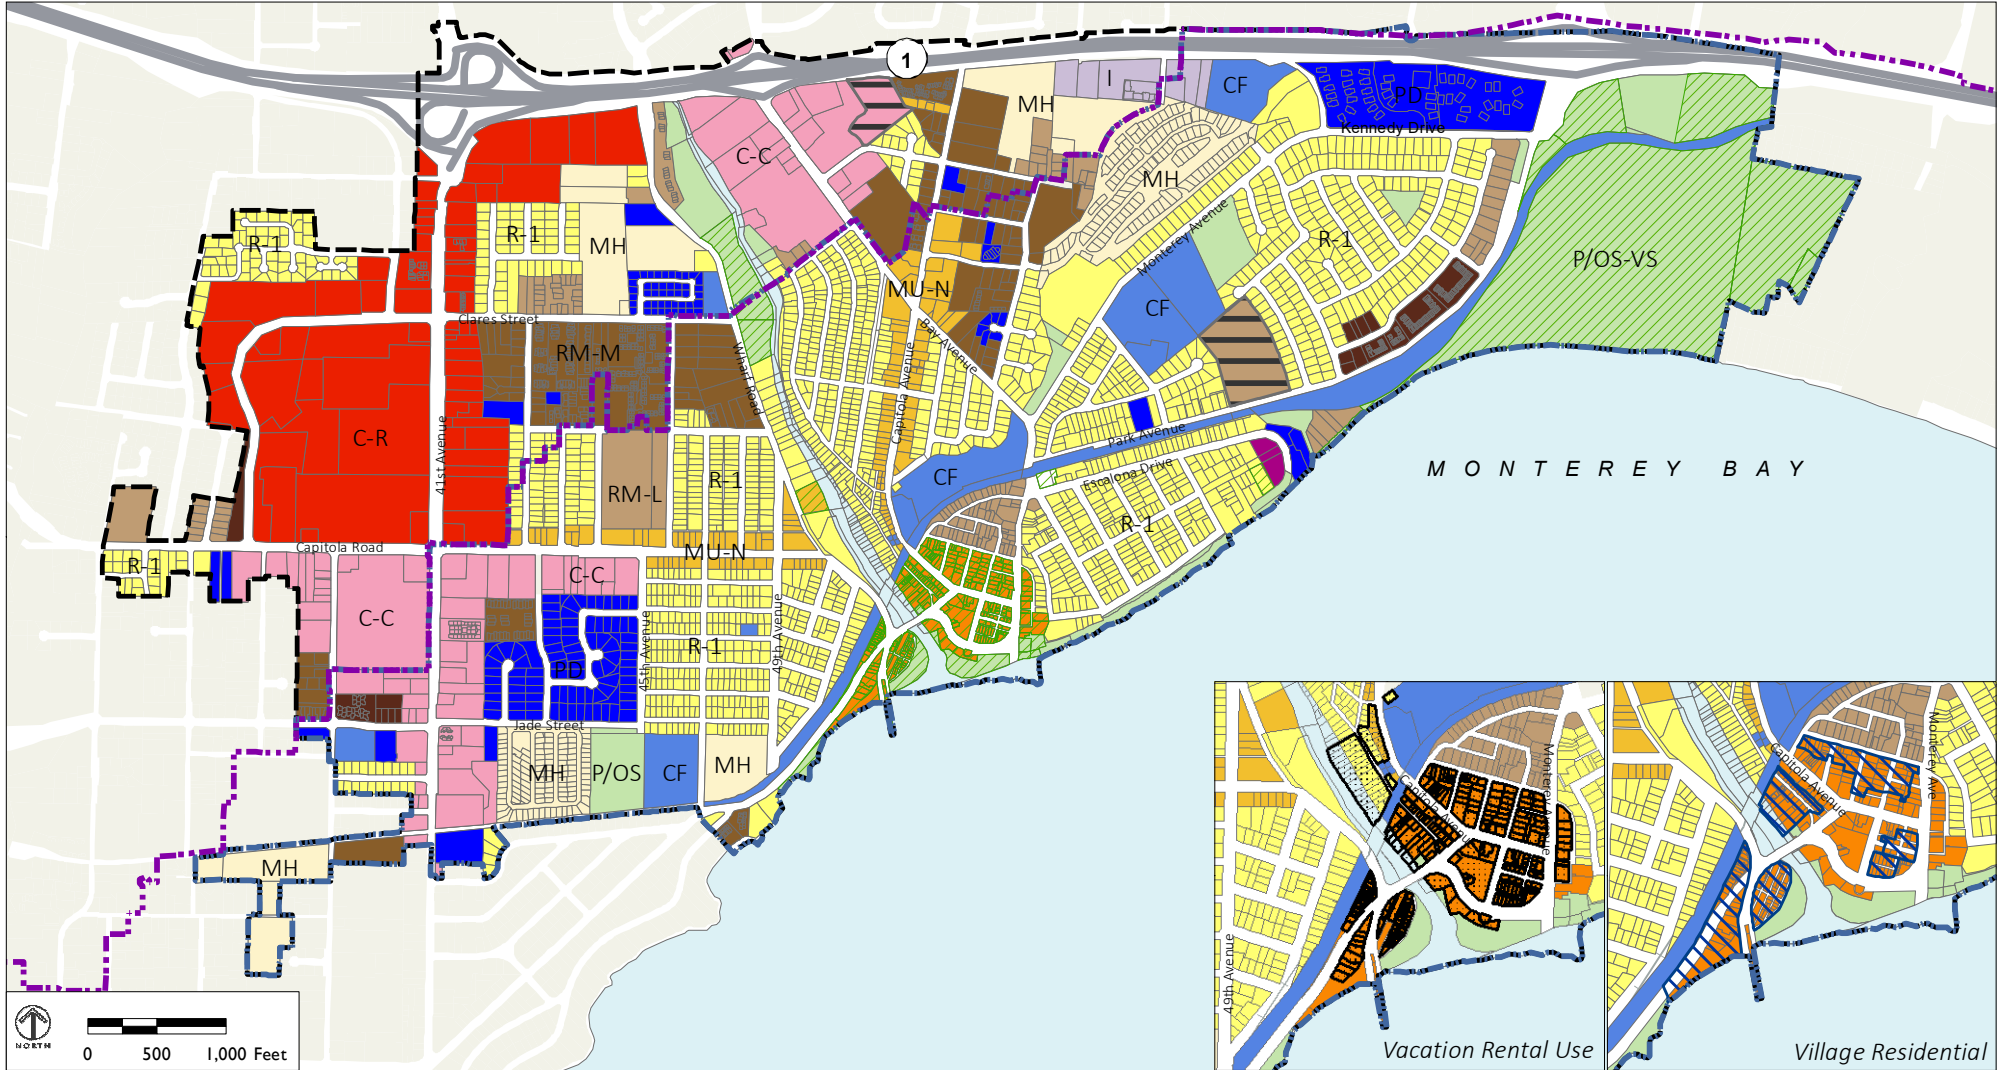 1
MH
I
CF
PD
Kennedy Drive
C-C
MH
Monterey Avenue
R-1
R-1
MH
R-1
P/OS-VS
MU-N
CF
Clares Street
RM-M
Wharf Road
Bay Avenue
Capitola Avenue
C-R
41st Avenue
Park Avenue
Escalona Drive
CF
RM-L
R-1
R-1
MONTEREY BAY
Capitola Road
MU-N
R-1
C-C
C-C
45th Avenue
R-1
49th Avenue
PD
Jade Street
MH
P/OS
CF
MH
MH
NORTH
0 500 1,000 Feet
Capitola Avenue
Monterey Avenue
49th Avenue
Vacation Rental Use
Capitola Avenue
Monterey Ave
Village Residential